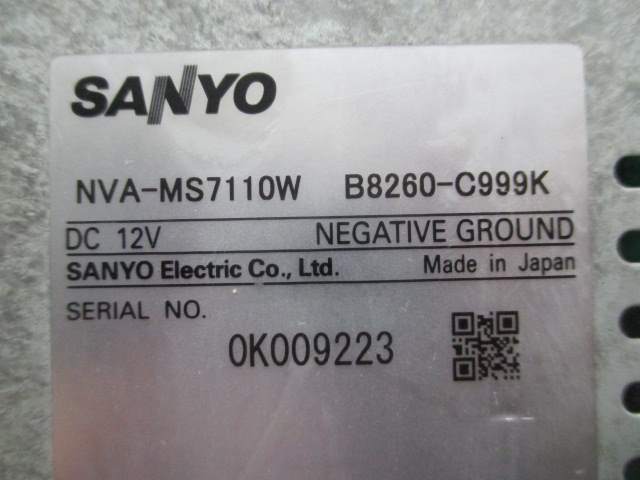 SANYO
NVA-MS7110W B8260-C999K
DC 12V NEGATIVE GROUND
SANYO Electric Co., Ltd. Made in Japan
SERIAL NO.
0K009223